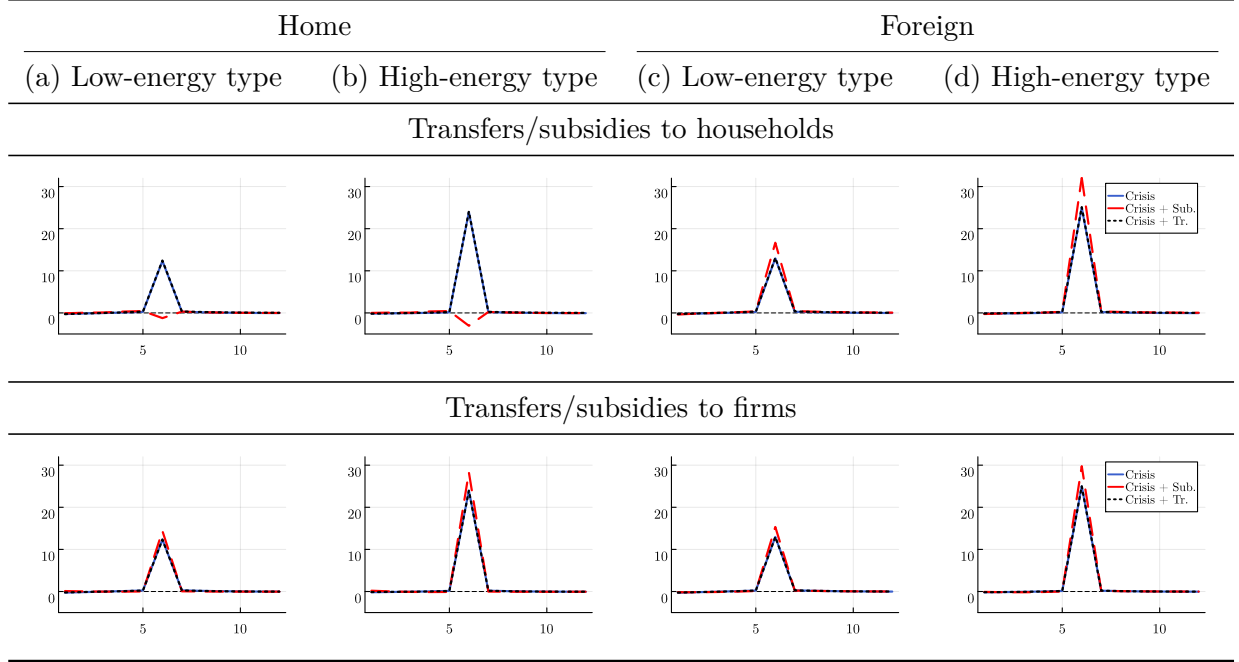 Home Foreign
(a) Low-energy type (b) High-energy type (c) Low-energy type (d) High-energy type
Transfers/subsidies to households
30 30 30 30
Crisis
Crisis + Sub.
Crisis + Tr.
20 20 20 20
10 10 10 10
0 0 0 0
5 10 5 10 5 10 5 10
Transfers/subsidies to firms
30 30 30 30
Crisis
Crisis + Sub.
Crisis + Tr.
20 20 20 20
10 10 10 10
0 0 0 0
5 10 5 10 5 10 5 10